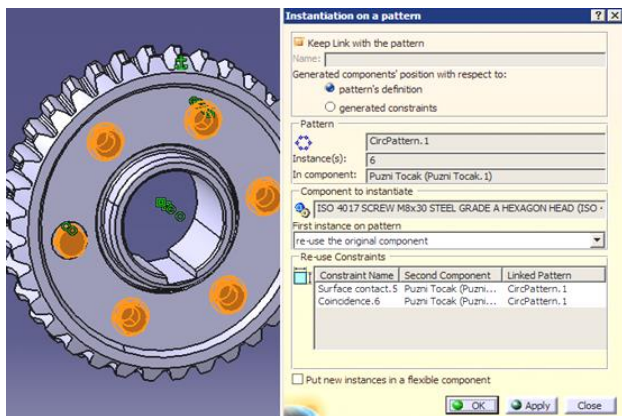 Instantiation on a pattern
Keep Link with the pattern
Name:
Generated components' position with respect to:
pattern's definition
generated constraints
Pattern
CircPattern.1
Instance(s): 6
In component: Puzni Tocak (Puzni Tocak.1)
Component to instantiate
ISO 4017 SCREW M8x30 STEEL GRADE A HEXAGON HEAD (ISO
First instance on pattern
re-use the original component
Re-use Constraints
Constraint Name Second Component Linked Pattern
Surface contact.5 Puzni Tocak (Puzni... CircPattern.1
Coincidence.6 Puzni Tocak (Puzni... CircPattern.1
Put new instances in a flexible component
OK Apply Close